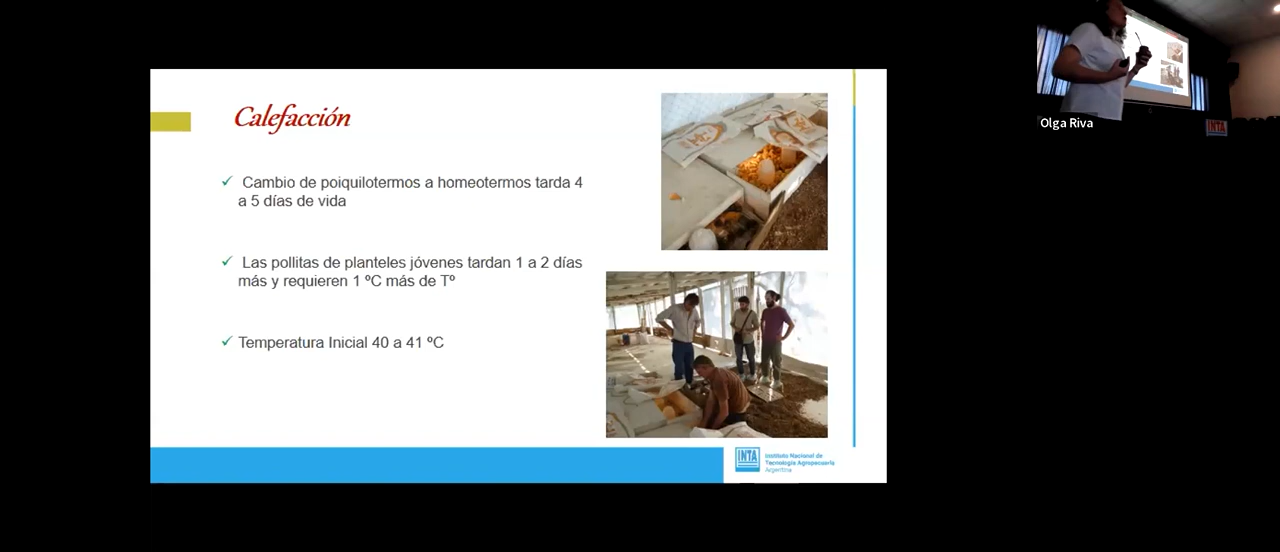 Calefacción
✓ Cambio de poiquilotermos a homeotermos tarda 4
a 5 días de vida
✓ Las pollitas de planteles jóvenes tardan 1 a 2 días
más y requieren 1 ºC más de Tº
✓ Temperatura Inicial 40 a 41 ºC
INTA
Instituto Nacional de
Tecnología Agropecuaria
Argentina
Olga Riva
INTA